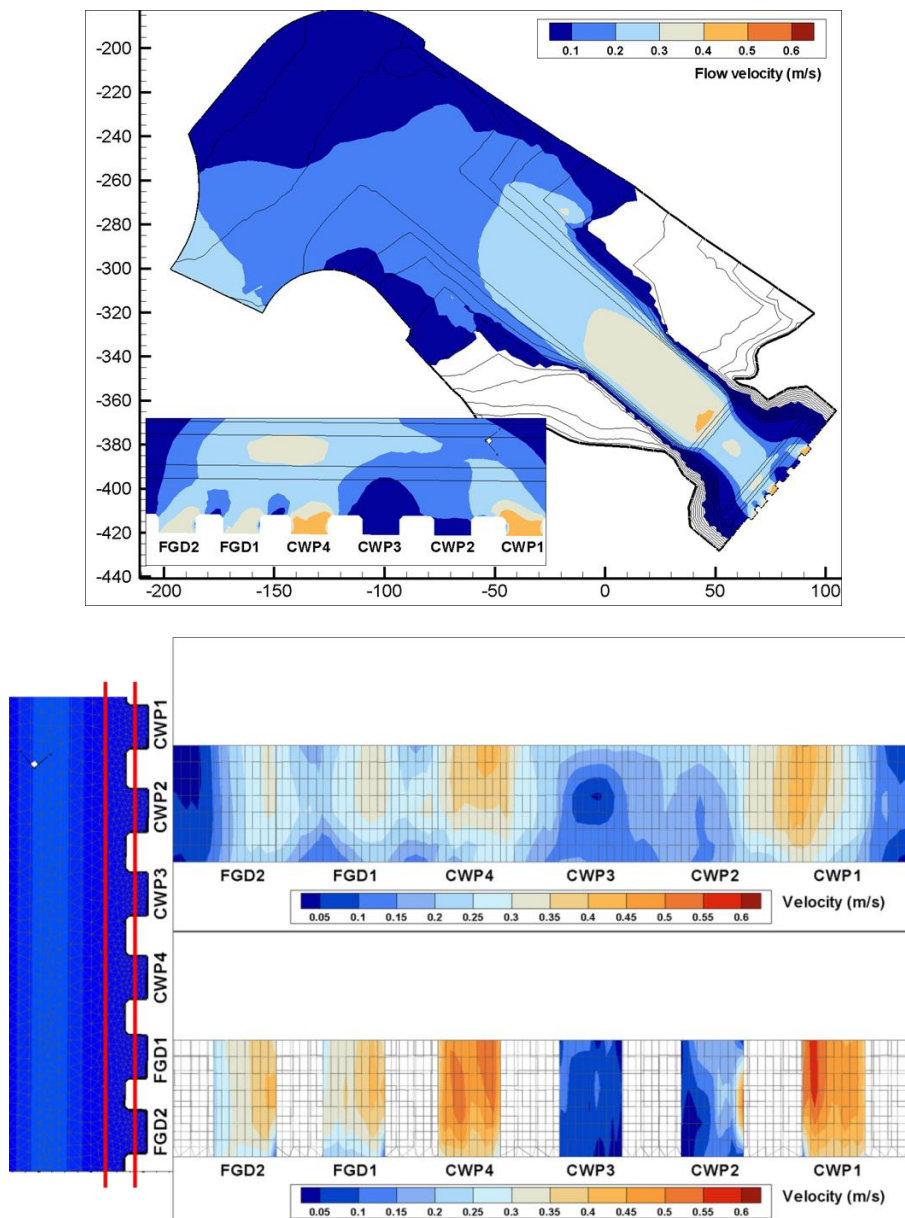 0.1 0.2 0.3 0.4 0.5 0.6
Flow velocity (m/s)
-200
-220
-240
-260
-280
-300
-320
-340
-360
-380
-400
-420
-440
FGD2 FGD1 CWP4 CWP3 CWP2 CWP1
-200 -150 -100 -50 0 50 100
CWP1
CWP2
CWP3
CWP4
FGD1
FGD2
FGD2 FGD1 CWP4 CWP3 CWP2 CWP1
0.05 0.1 0.15 0.2 0.25 0.3 0.35 0.4 0.45 0.5 0.55 0.6
Velocity (m/s)
FGD2 FGD1 CWP4 CWP3 CWP2 CWP1
0.05 0.1 0.15 0.2 0.25 0.3 0.35 0.4 0.45 0.5 0.55 0.6
Velocity (m/s)